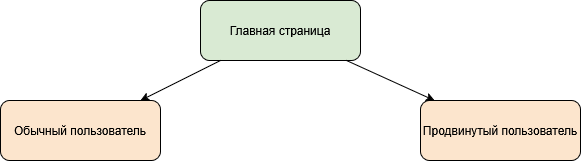 Главная страница
Обычный пользователь
Продвинутый пользователь